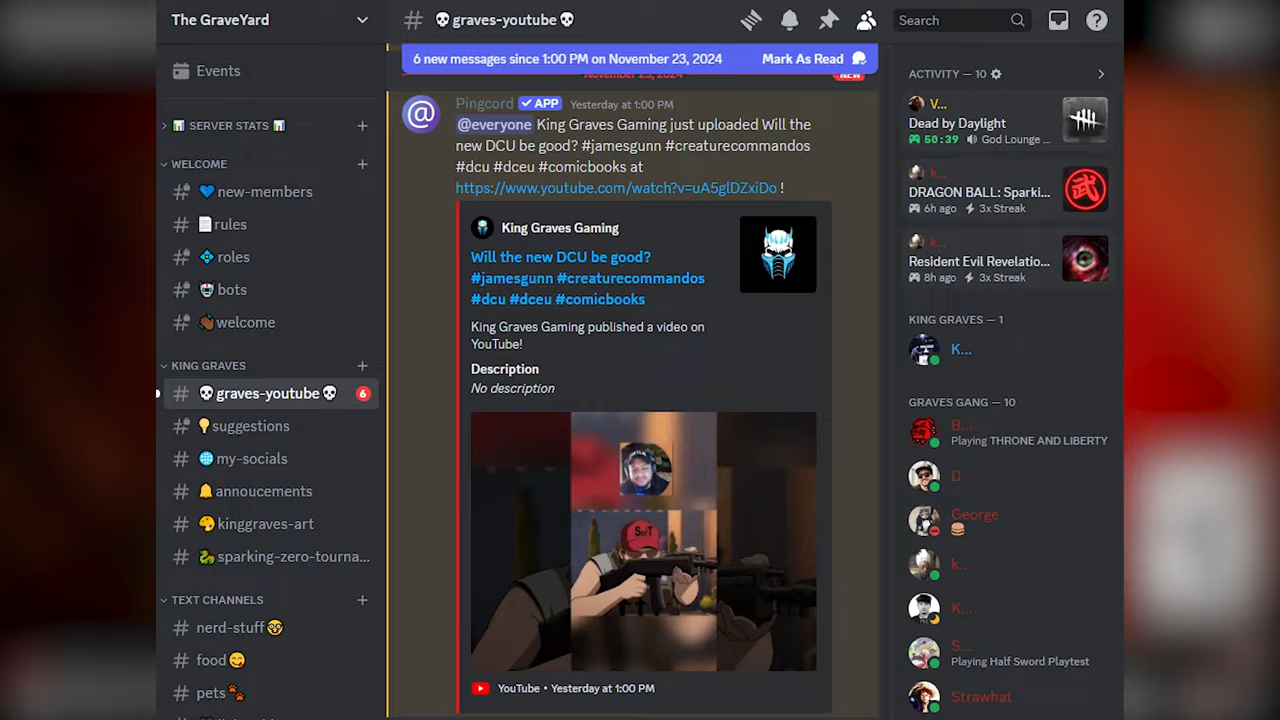 The GraveYard
Events
SERVER STATS
WELCOME
new-members
rules
roles
bots
welcome
KING GRAVES
graves-youtube
6
suggestions
my-socials
annoucements
kinggraves-art
sparking-zero-tourna...
TEXT CHANNELS
nerd-stuff
food
pets
graves-youtube
Search
6 new messages since 1:00 PM on November 23, 2024
Mark As Read
November 23, 2024
NEW
Pingcord APP Yesterday at 1:00 PM
@everyone King Graves Gaming just uploaded Will the
new DCU be good? #jamesgunn #creaturecommandos
#dcu #dceu #comicbooks at
https://www.youtube.com/watch?v=uA5glDZxiDo !
King Graves Gaming
Will the new DCU be good?
#jamesgunn #creaturecommandos
#dcu #dceu #comicbooks
King Graves Gaming published a video on
YouTube!
Description
No description
YouTube • Yesterday at 1:00 PM
ACTIVITY — 10
V...
Dead by Daylight
50:39 God Lounge ...
k...
DRAGON BALL: Sparki...
6h ago 3x Streak
武
k...
Resident Evil Revelatio...
8h ago 3x Streak
KING GRAVES — 1
K...
GRAVES GANG — 10
B...
Playing THRONE AND LIBERTY
D
George
k..
K...
S...
Playing Half Sword Playtest
Strawhat